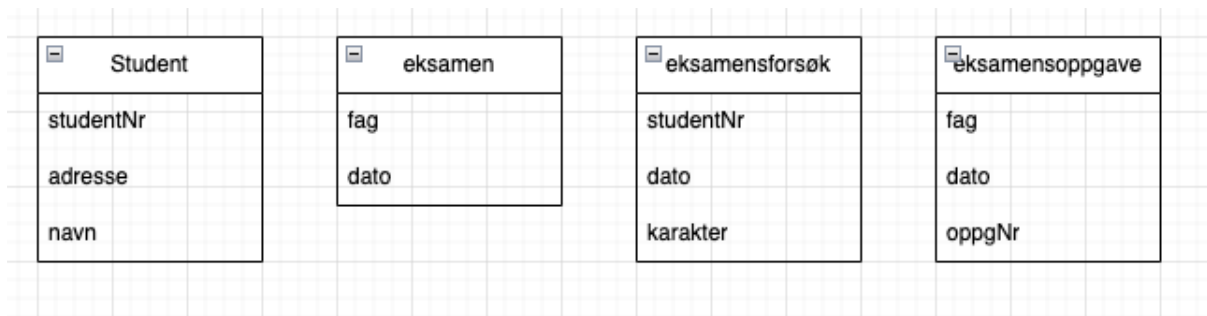 Student
studentNr
adresse
navn
eksamen
fag
dato
eksamensforsøk
studentNr
dato
karakter
eksamensoppgave
fag
dato
oppgNr